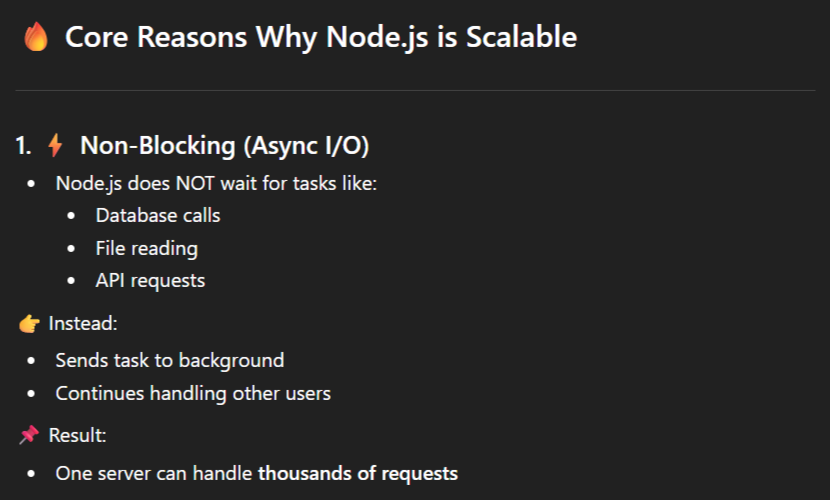 🔥 Core Reasons Why Node.js is Scalable
1. ⚡ Non-Blocking (Async I/O)
• Node.js does NOT wait for tasks like:
• Database calls
• File reading
• API requests
👉 Instead:
• Sends task to background
• Continues handling other users
📌 Result:
• One server can handle thousands of requests